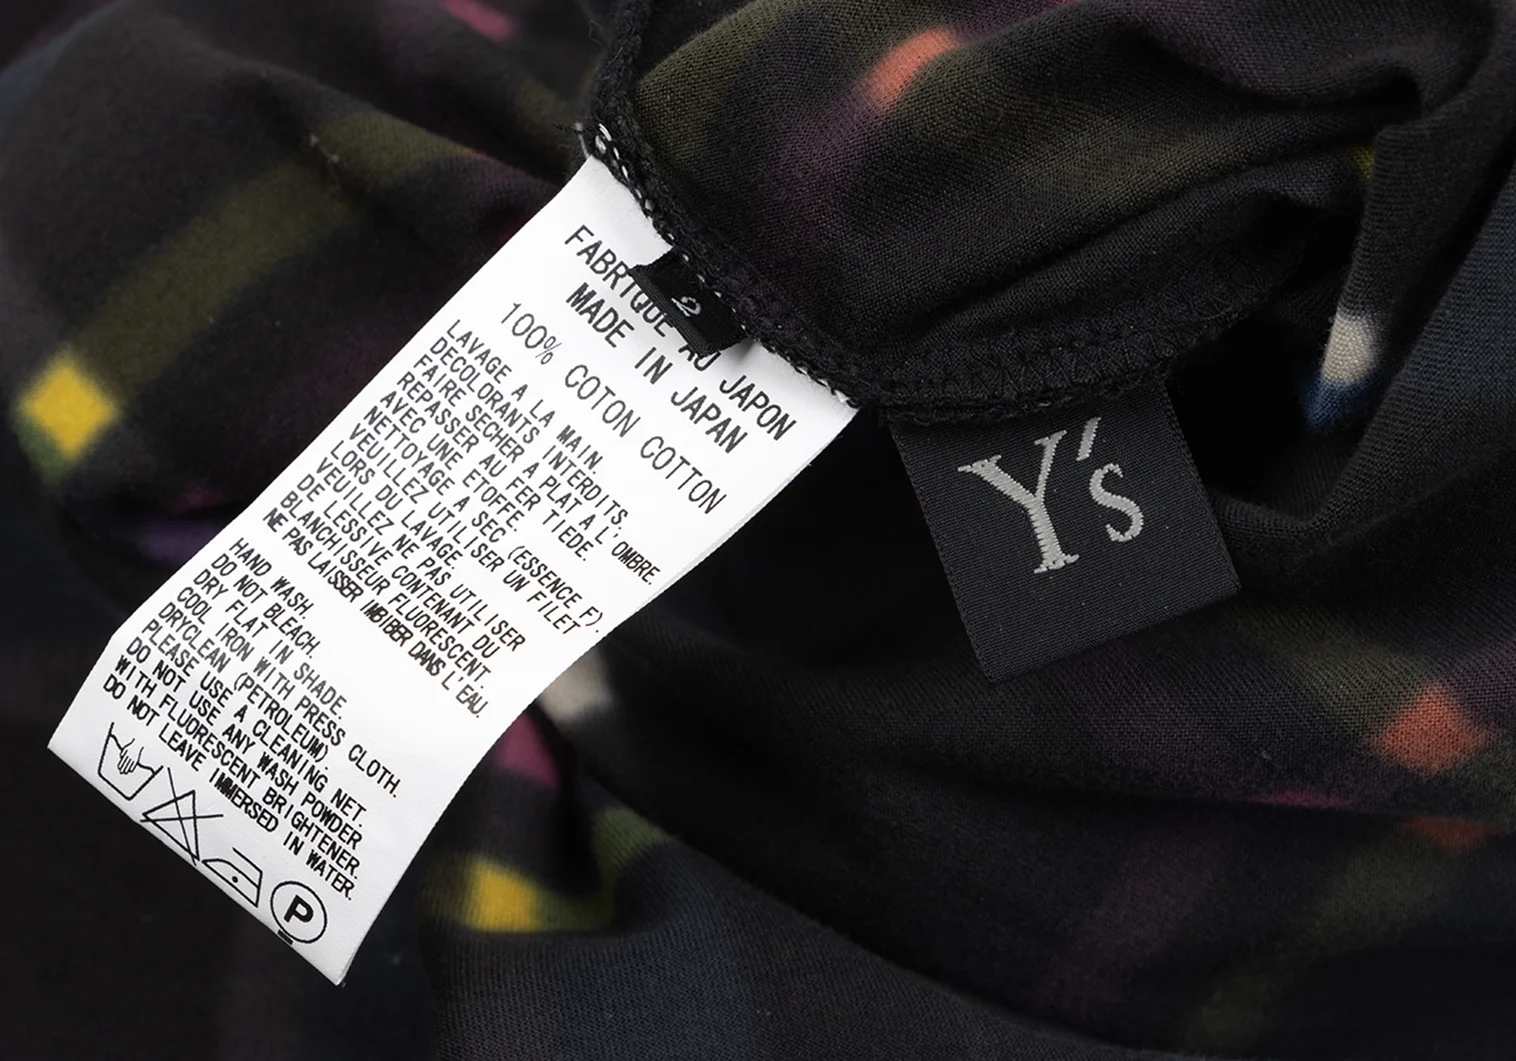 FABRIQUE AU JAPON
MADE IN JAPAN
2
100% COTON COTTON
LAVAGE A LA MAIN.
DECOLORANTS INTERDITS.
FAIRE SECHER A PLAT A L'OMBRE.
REPASSER AU FER TIEDE.
AVEC UNE ETOFFE.
NETTOYAGE A SEC (ESSENCE F).
VEUILLEZ UTILISER UN FILET
LORS DU LAVAGE.
VEUILLEZ NE PAS UTILISER
DE LESSIVE CONTENANT DU
BLANCHISSEUR FLUORESCENT.
NE PAS LAISSER IMBIBER DANS L'EAU.
HAND WASH.
DO NOT BLEACH.
DRY FLAT IN SHADE.
COOL IRON WITH PRESS CLOTH.
DRYCLEAN (PETROLEUM).
PLEASE USE A CLEANING NET.
DO NOT USE ANY WASH POWDER
WITH FLUORESCENT BRIGHTENER.
DO NOT LEAVE IMMERSED IN WATER.
P
Y's